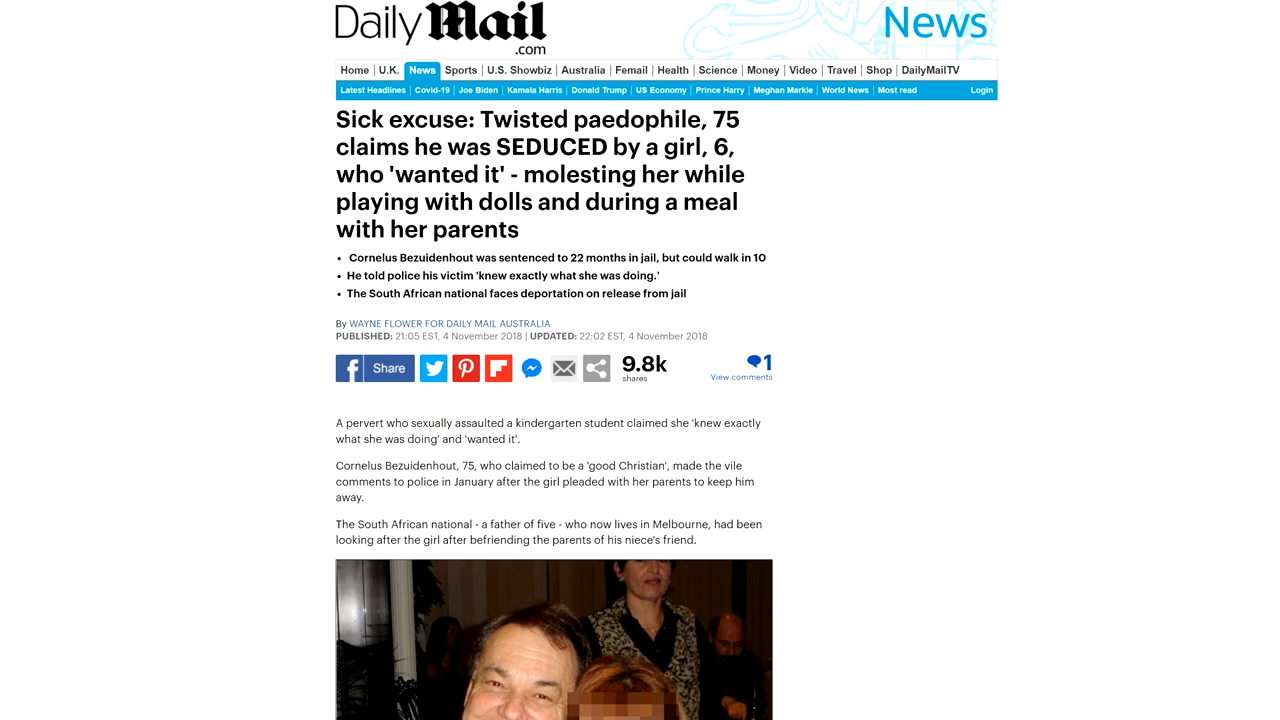 Daily Mail
.com
News
Home U.K. News Sports U.S. Showbiz Australia Femail Health Science Money Video Travel Shop DailyMailTV
Latest Headlines Covid-19 Joe Biden Kamala Harris Donald Trump US Economy Prince Harry Meghan Markle World News Most read Login
Sick excuse: Twisted paedophile, 75
claims he was SEDUCED by a girl, 6,
who 'wanted it' - molesting her while
playing with dolls and during a meal
with her parents
• Cornelus Bezuidenhout was sentenced to 22 months in jail, but could walk in 10
• He told police his victim 'knew exactly what she was doing.'
• The South African national faces deportation on release from jail
By WAYNE FLOWER FOR DAILY MAIL AUSTRALIA
PUBLISHED: 21:05 EST, 4 November 2018 | UPDATED: 22:02 EST, 4 November 2018
f Share
9.8k
shares
1
View comments
A pervert who sexually assaulted a kindergarten student claimed she 'knew exactly
what she was doing' and 'wanted it'.
Cornelus Bezuidenhout, 75, who claimed to be a 'good Christian', made the vile
comments to police in January after the girl pleaded with her parents to keep him
away.
The South African national - a father of five - who now lives in Melbourne, had been
looking after the girl after befriending the parents of his niece's friend.